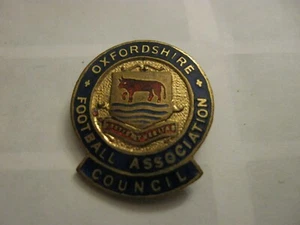 OXFORDSHIRE
FOOTBALL ASSOCIATION
COUNCIL